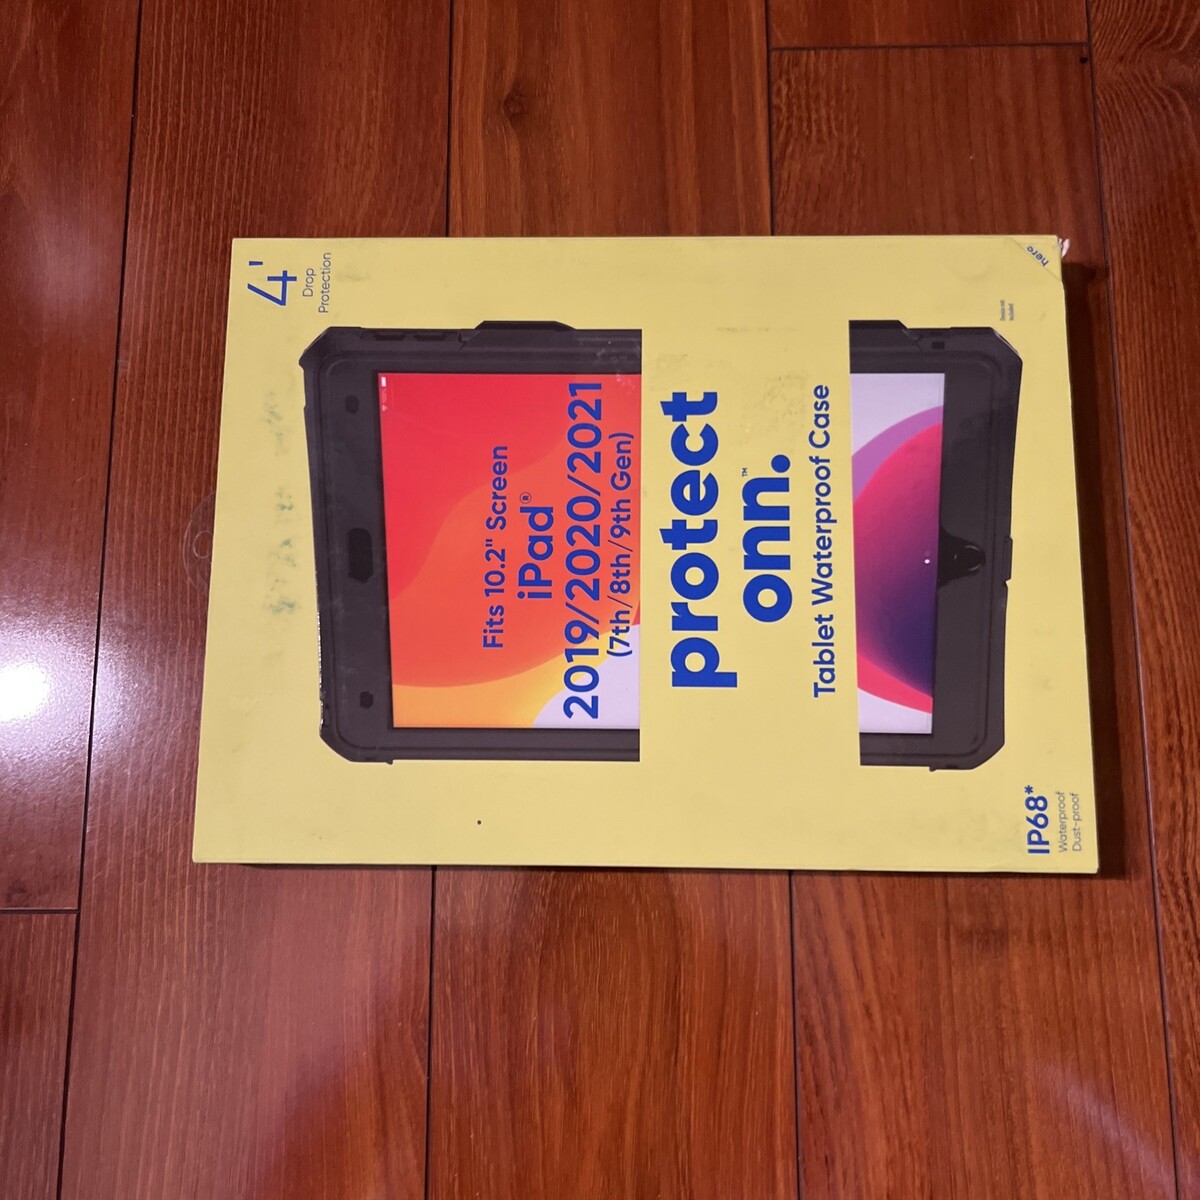 4'
Drop
Protection
Fits 10.2" Screen
iPad®
2019/2020/2021
(7th/8th/9th Gen)
protect
onn.™
Tablet Waterproof Case
hero
IP68*
Waterproof
Dust-proof